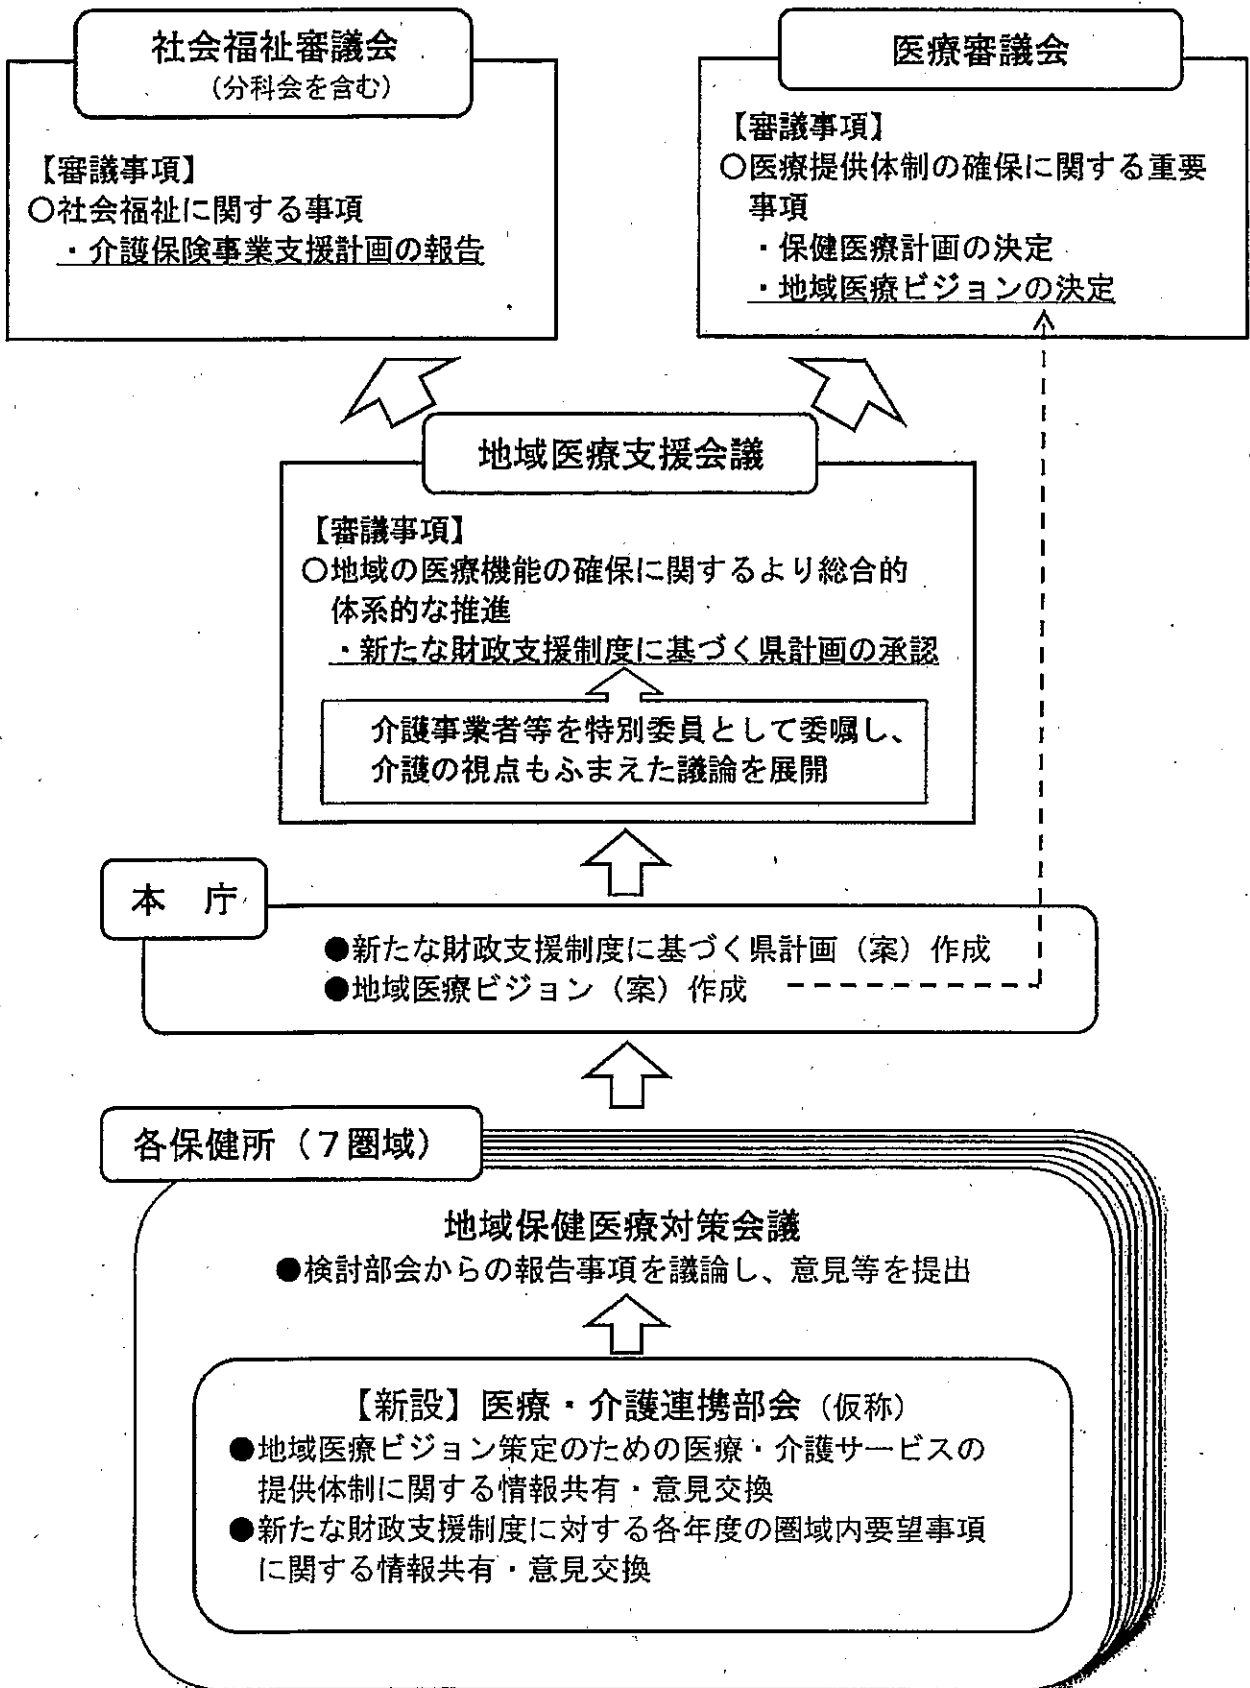 社会福祉審議会
(分科会を含む)
【審議事項】
○社会福祉に関する事項
・介護保険事業支援計画の報告
医療審議会
【審議事項】
○医療提供体制の確保に関する重要
事項
・保健医療計画の決定
・地域医療ビジョンの決定
地域医療支援会議
【審議事項】
○地域の医療機能の確保に関するより総合的
体系的な推進
・新たな財政支援制度に基づく県計画の承認
介護事業者等を特別委員として委嘱し、
介護の視点もふまえた議論を展開
本 庁
●新たな財政支援制度に基づく県計画（案）作成
●地域医療ビジョン（案）作成
各保健所（７圏域）
地域保健医療対策会議
●検討部会からの報告事項を議論し、意見等を提出
【新設】医療・介護連携部会（仮称）
●地域医療ビジョン策定のための医療・介護サービスの
提供体制に関する情報共有・意見交換
●新たな財政支援制度に対する各年度の圏域内要望事項
に関する情報共有・意見交換